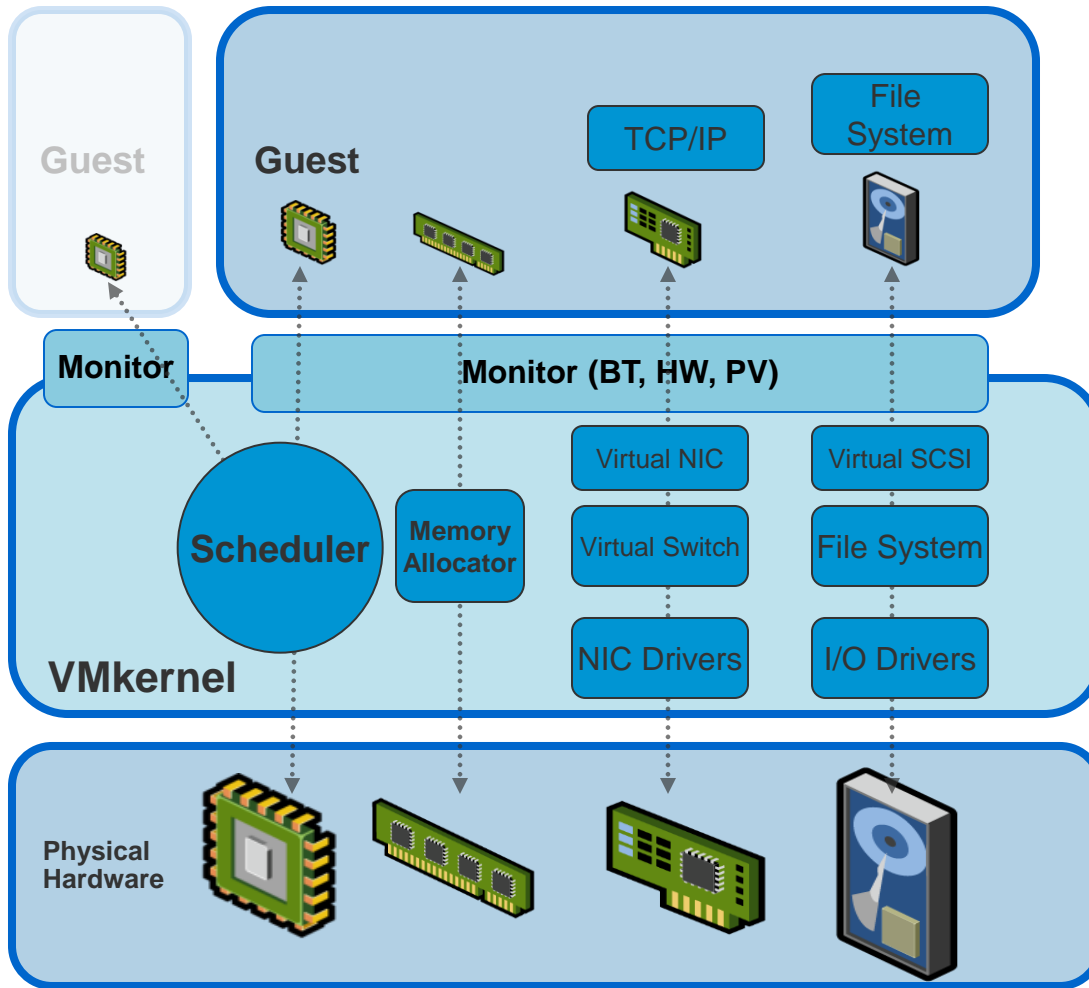 Guest
Guest
TCP/IP
File
System
Monitor
Monitor (BT, HW, PV)
Scheduler
Memory
Allocator
Virtual NIC
Virtual Switch
NIC Drivers
Virtual SCSI
File System
I/O Drivers
VMkernel
Physical
Hardware